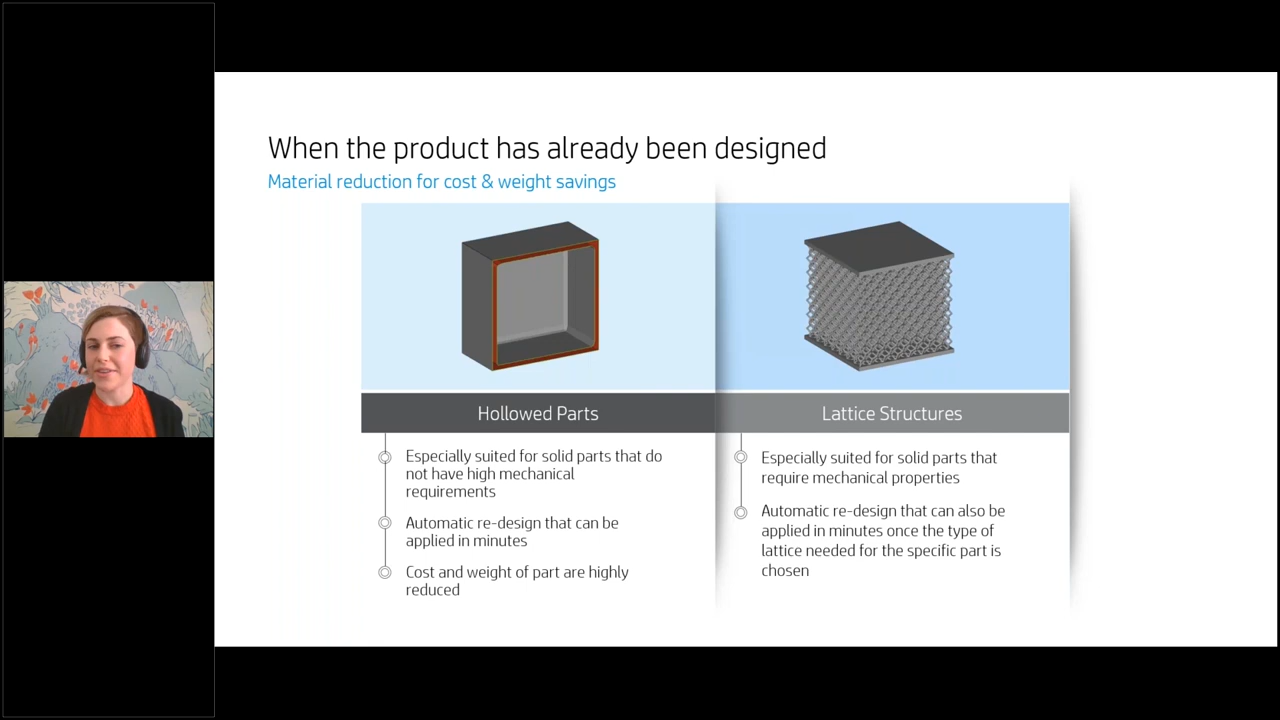 When the product has already been designed
Material reduction for cost & weight savings
Hollowed Parts
Especially suited for solid parts that do
not have high mechanical
requirements
Automatic re-design that can be
applied in minutes
Cost and weight of part are highly
reduced
Lattice Structures
Especially suited for solid parts that
require mechanical properties
Automatic re-design that can also be
applied in minutes once the type of
lattice needed for the specific part is
chosen